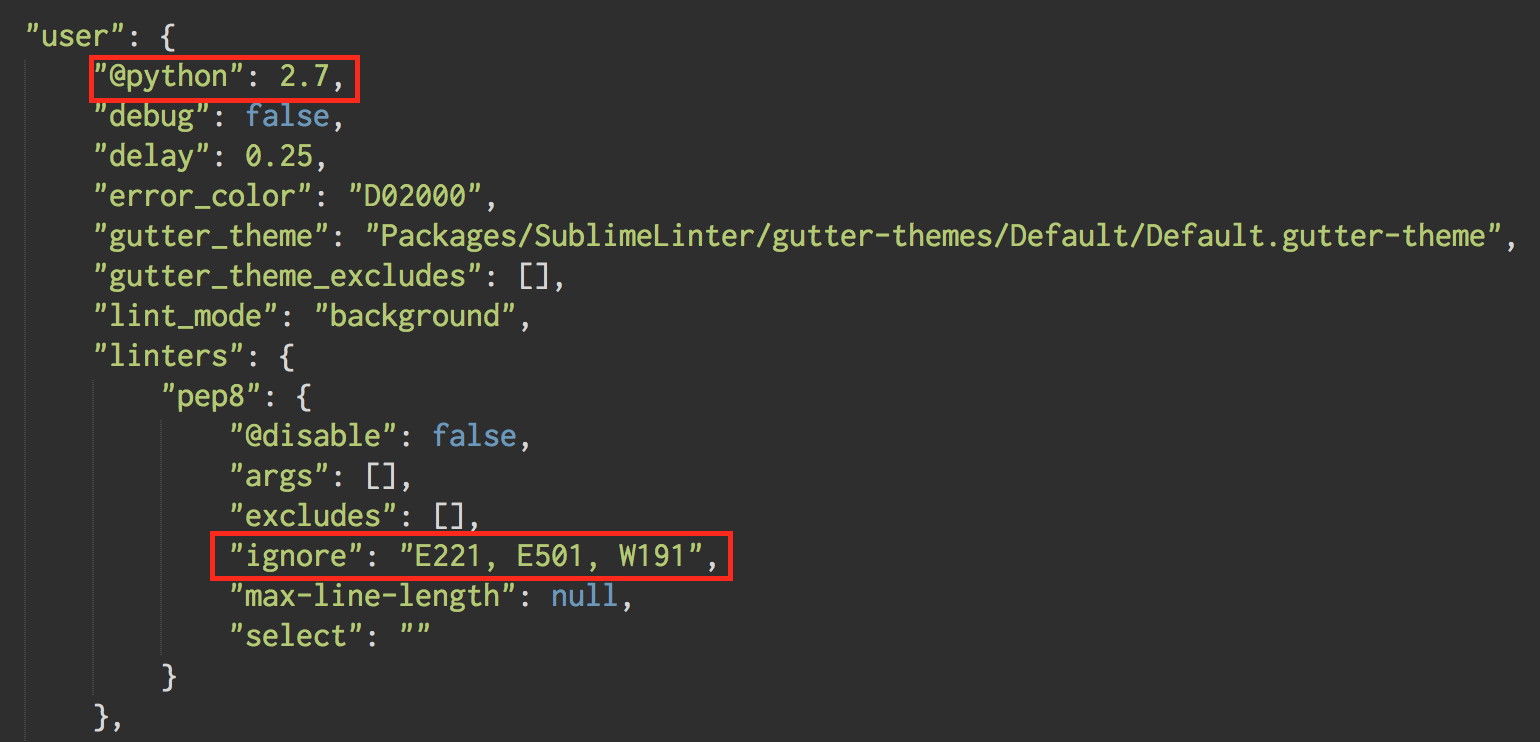 "user": {
"@python": 2.7,
"debug": false,
"delay": 0.25,
"error_color": "D02000",
"gutter_theme": "Packages/SublimeLinter/gutter-themes/Default/Default.gutter-theme",
"gutter_theme_excludes": [],
"lint_mode": "background",
"linters": {
"pep8": {
"@disable": false,
"args": [],
"excludes": [],
"ignore": "E221, E501, W191",
"max-line-length": null,
"select": ""
}
},